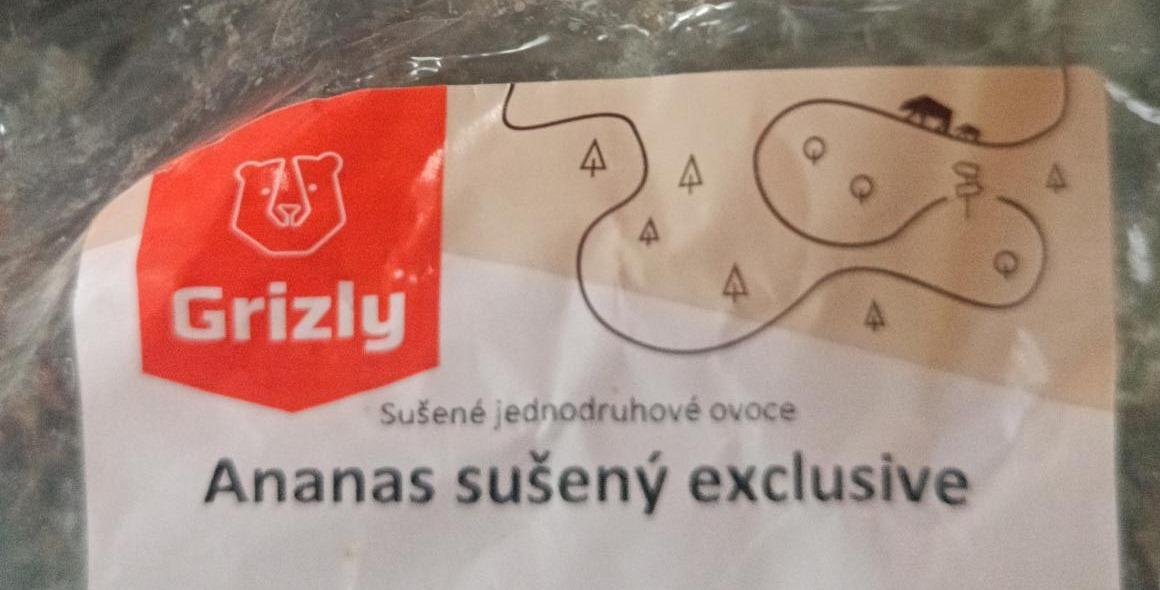 Grizly
Sušené jednodruhové ovoce
Ananas sušený exclusive